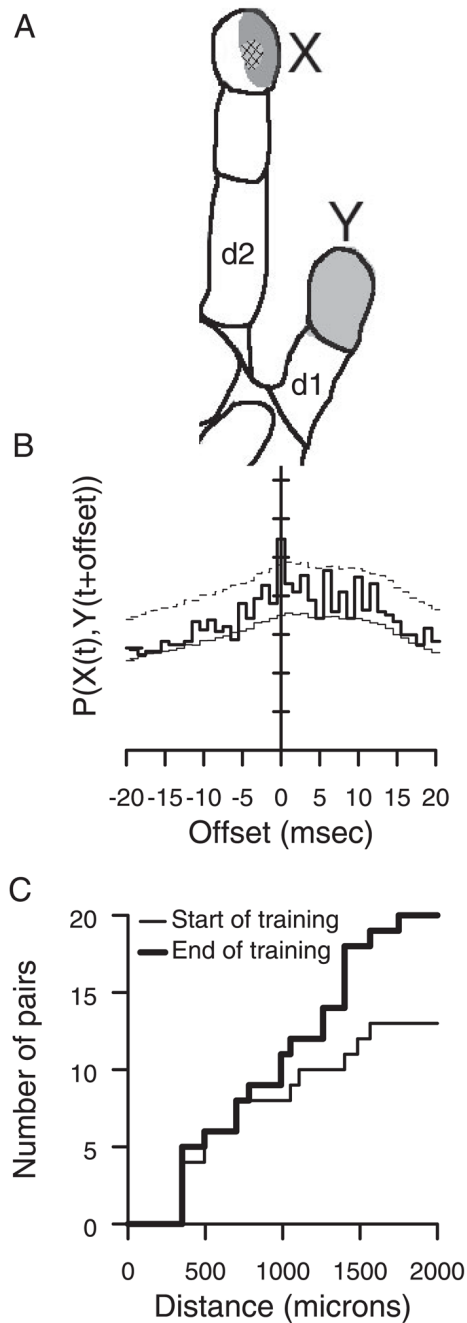 A
X
Y
d2
d1
B
P(X(t),Y(t+offset))
-20 -15 -10 -5 0 5 10 15 20
Offset (msec)
C
Number of pairs
20
Start of training
End of training
15
10
5
0
0 500 1000 1500 2000
Distance (microns)